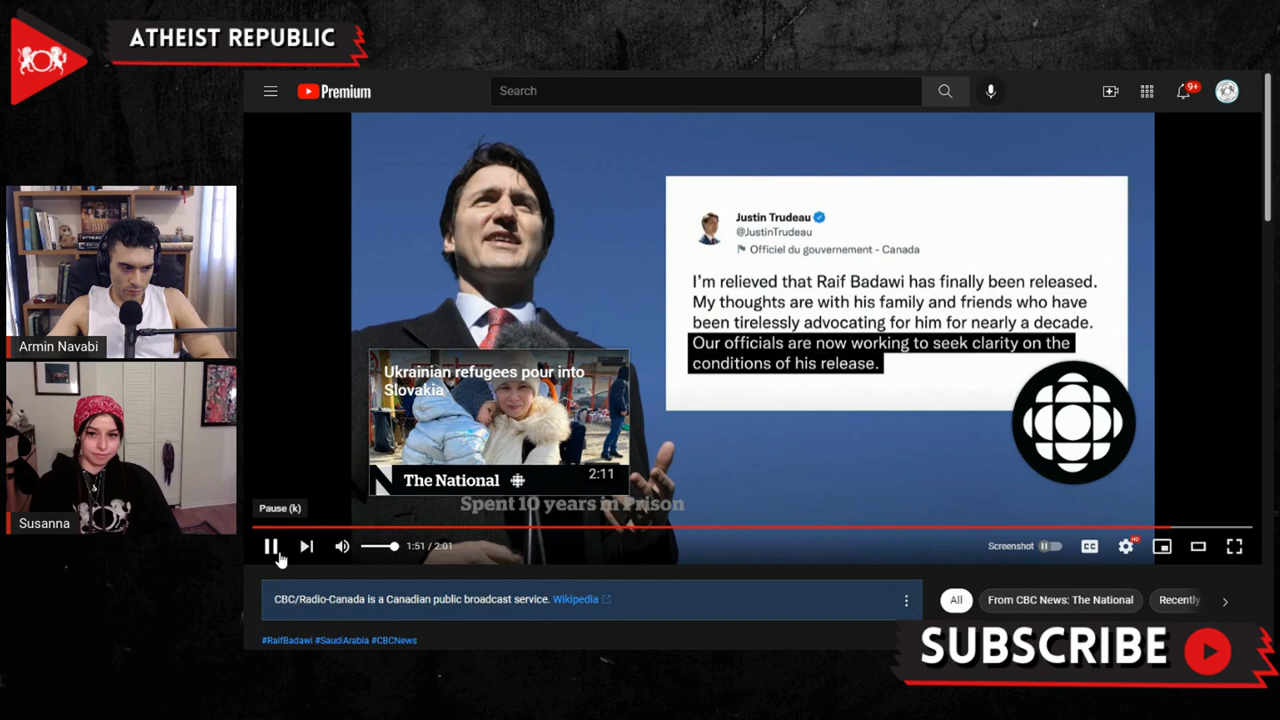 ATHEIST REPUBLIC
Premium
Search
9+
Justin Trudeau
@JustinTrudeau
Officiel du gouvernement - Canada
I'm relieved that Raif Badawi has finally been released.
My thoughts are with his family and friends who have
been tirelessly advocating for him for nearly a decade.
Our officials are now working to seek clarity on the
conditions of his release.
Armin Navabi
Ukrainian refugees pour into
Slovakia
The National
2:11
Spent 10 years in Prison
Pause (k)
Susanna
1:51 / 2:01
Screenshot
CC
HD
CBC/Radio-Canada is a Canadian public broadcast service. Wikipedia
All
From CBC News: The National
Recently
#RaifBadawi #SaudiArabia #CBCNews
SUBSCRIBE